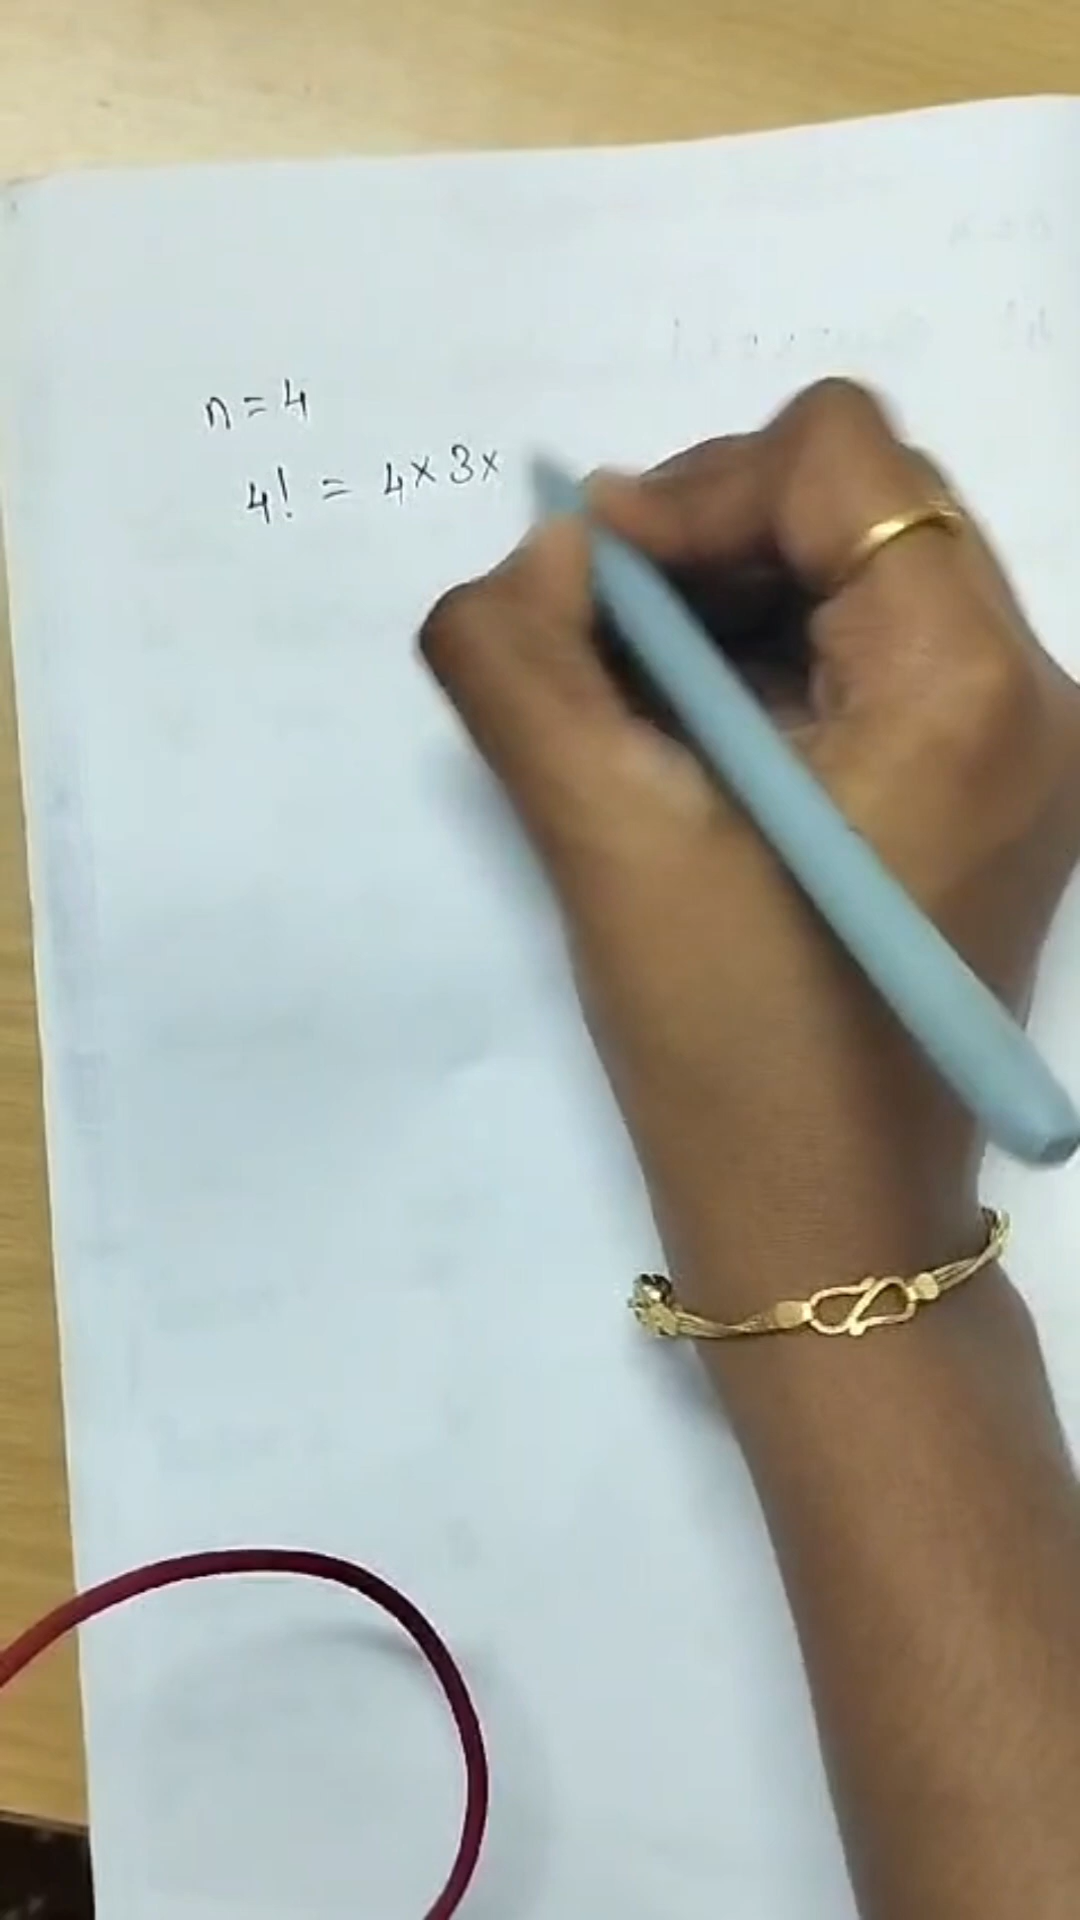 n = 4
4! = 4 × 3 ×